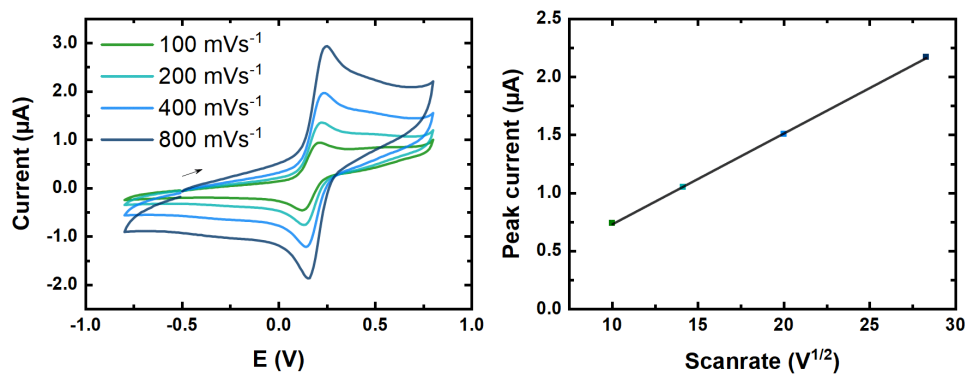 100 mVs⁻¹
200 mVs⁻¹
400 mVs⁻¹
800 mVs⁻¹
3.0
2.0
1.0
0.0
-1.0
-2.0
Current (µA)
-1.0 -0.5 0.0 0.5 1.0
E (V)
2.5
2.0
1.5
1.0
0.5
0.0
Peak current (µA)
10 15 20 25 30
Scanrate (V^1/2)